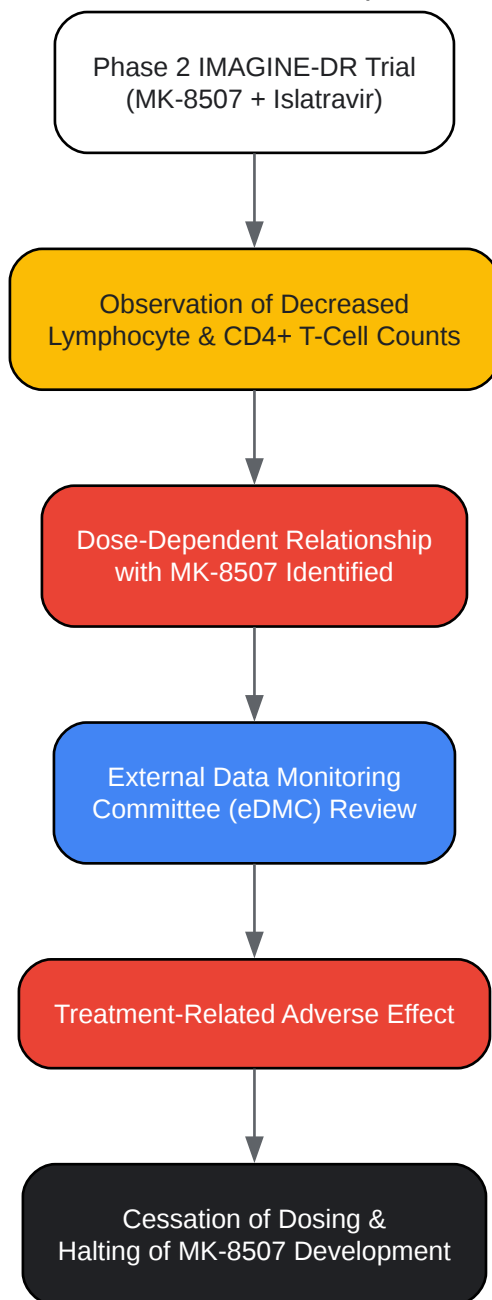 Phase 2 IMAGINE-DR Trial
(MK-8507 + Islatravir)
Observation of Decreased
Lymphocyte & CD4+ T-Cell Counts
Dose-Dependent Relationship
with MK-8507 Identified
External Data Monitoring
Committee (eDMC) Review
Treatment-Related Adverse Effect
Cessation of Dosing &
Halting of MK-8507 Development